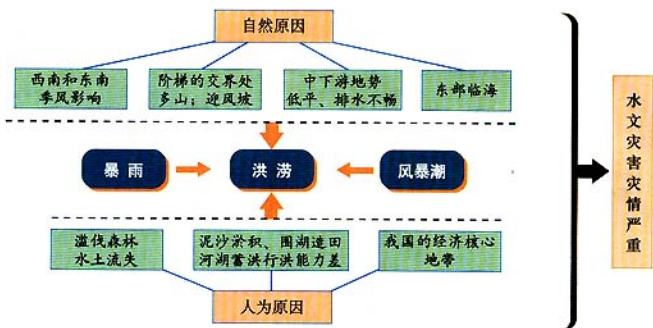 自然原因
西南和东南
季风影响
阶梯的交界处
多山；迎风坡
中下游地势
低平、排水不畅
东部临海
暴雨
洪涝
风暴潮
滥伐森林
水土流失
泥沙淤积、围湖造田
河湖蓄洪行洪能力差
我国的经济核心
地带
人为原因
水文灾害灾情严重